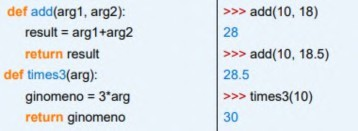 def add(arg1, arg2):
result = arg1+arg2
return result
def times3(arg):
ginomeno = 3*arg
return ginomeno
>>> add(10, 18)
28
>>> add(10, 18.5)
28.5
>>> times3(10)
30